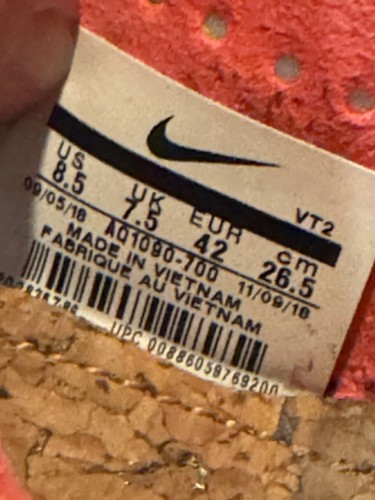 VT2
US UK EUR cm
8.5 7.5 42 26.5
09/05/18 AO1090-700 11/09/18
MADE IN VIETNAM
FABRIQUE AU VIETNAM
UPC 00886059769200